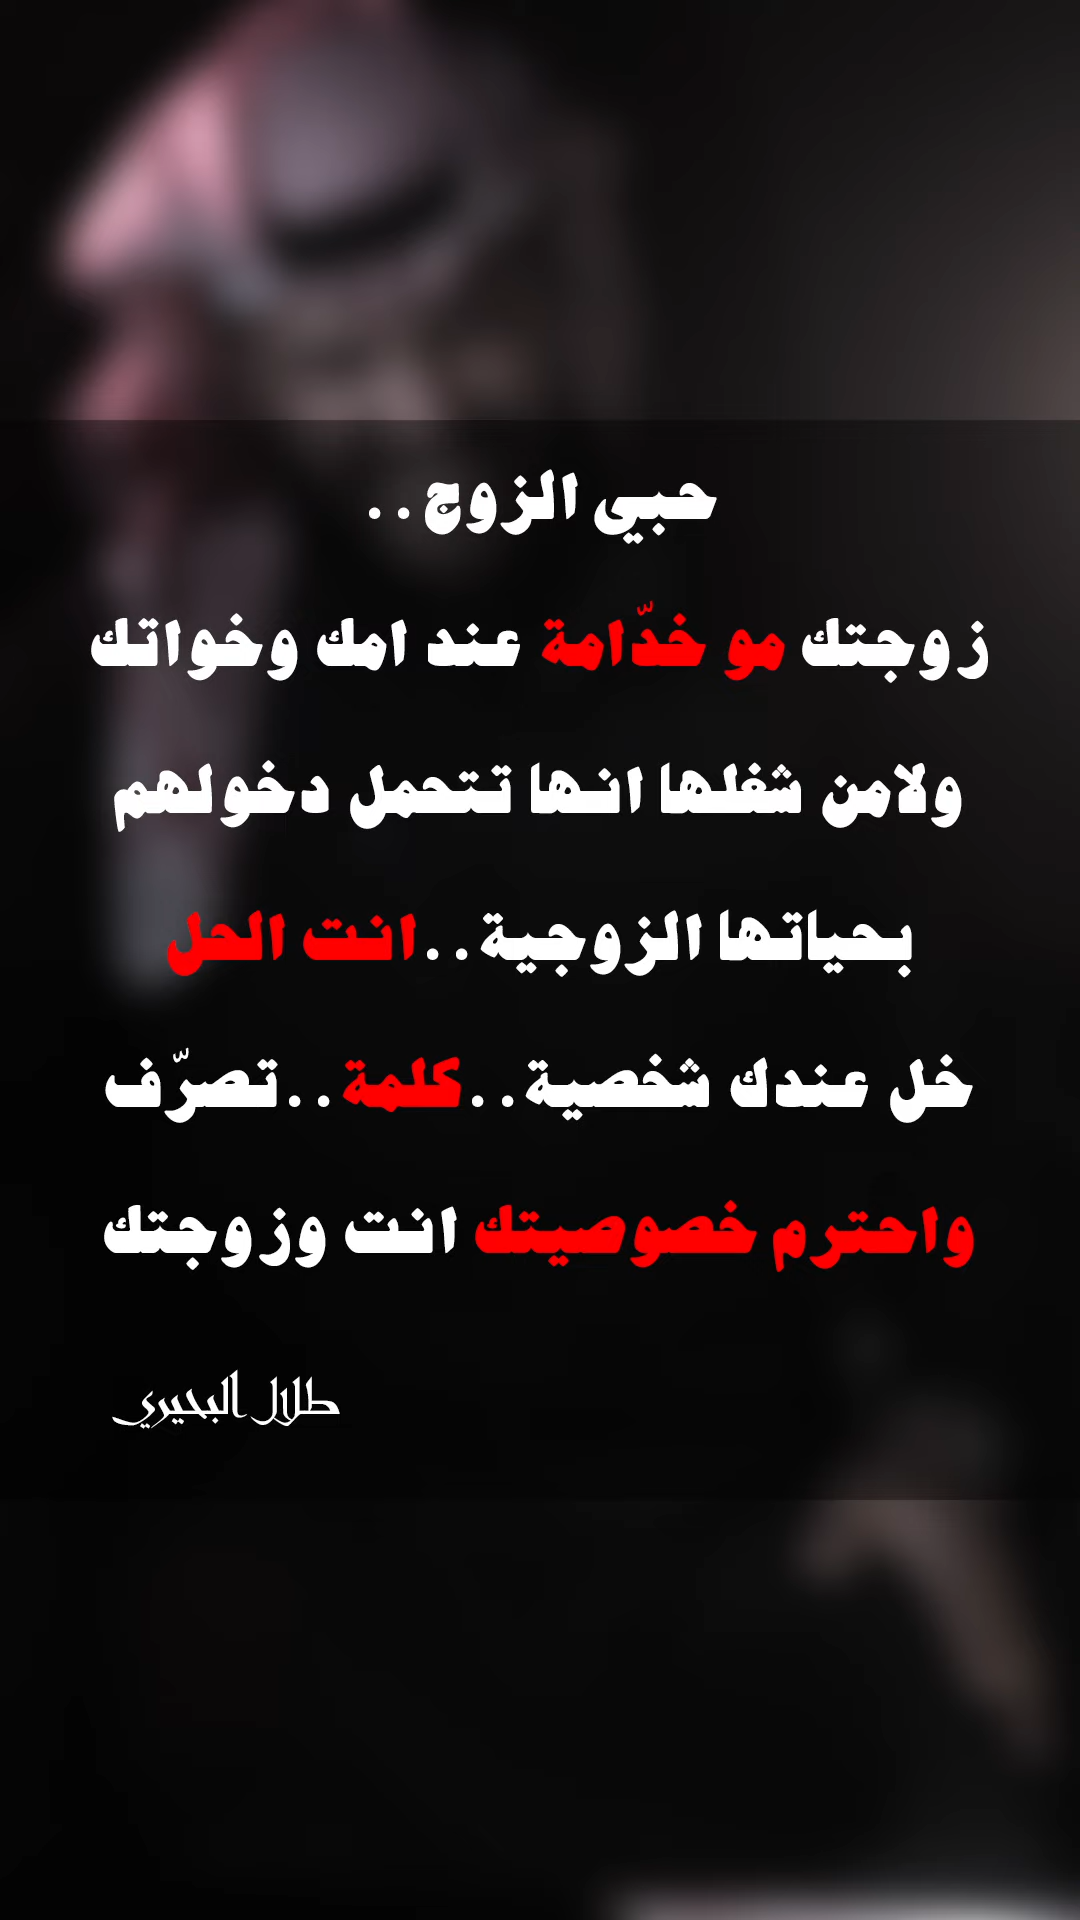 حبيي الزوج..
زوجتك مو خدّامة عند امك وخواتك
ولامن شغلها انها تتحمل دخولهم
بحياتها الزوجية..انت الحل
خل عندك شخصية..كلمة..تصرّف
واحترم خصوصيتك انت وزوجتك
طلال البحيري